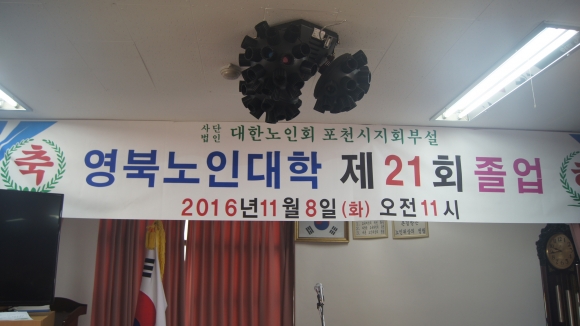 사단법인 대한노인회 포천시지회부설
축 영북노인대학 제21회 졸업
2016년11월8일(화) 오전11시